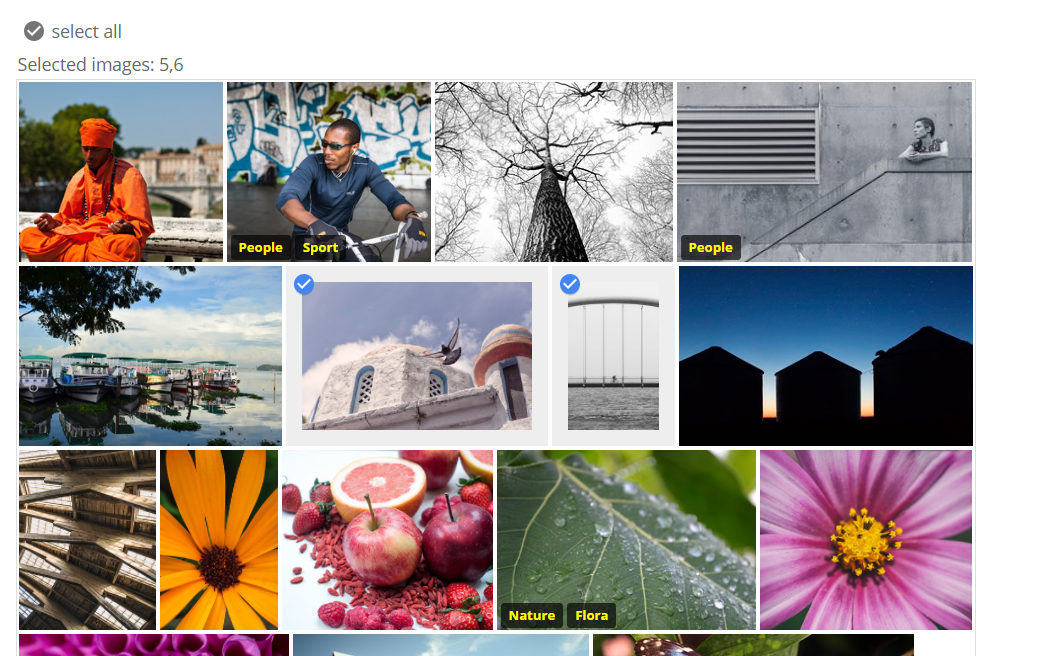 select all
Selected images: 5,6
People Sport
People
Nature Flora